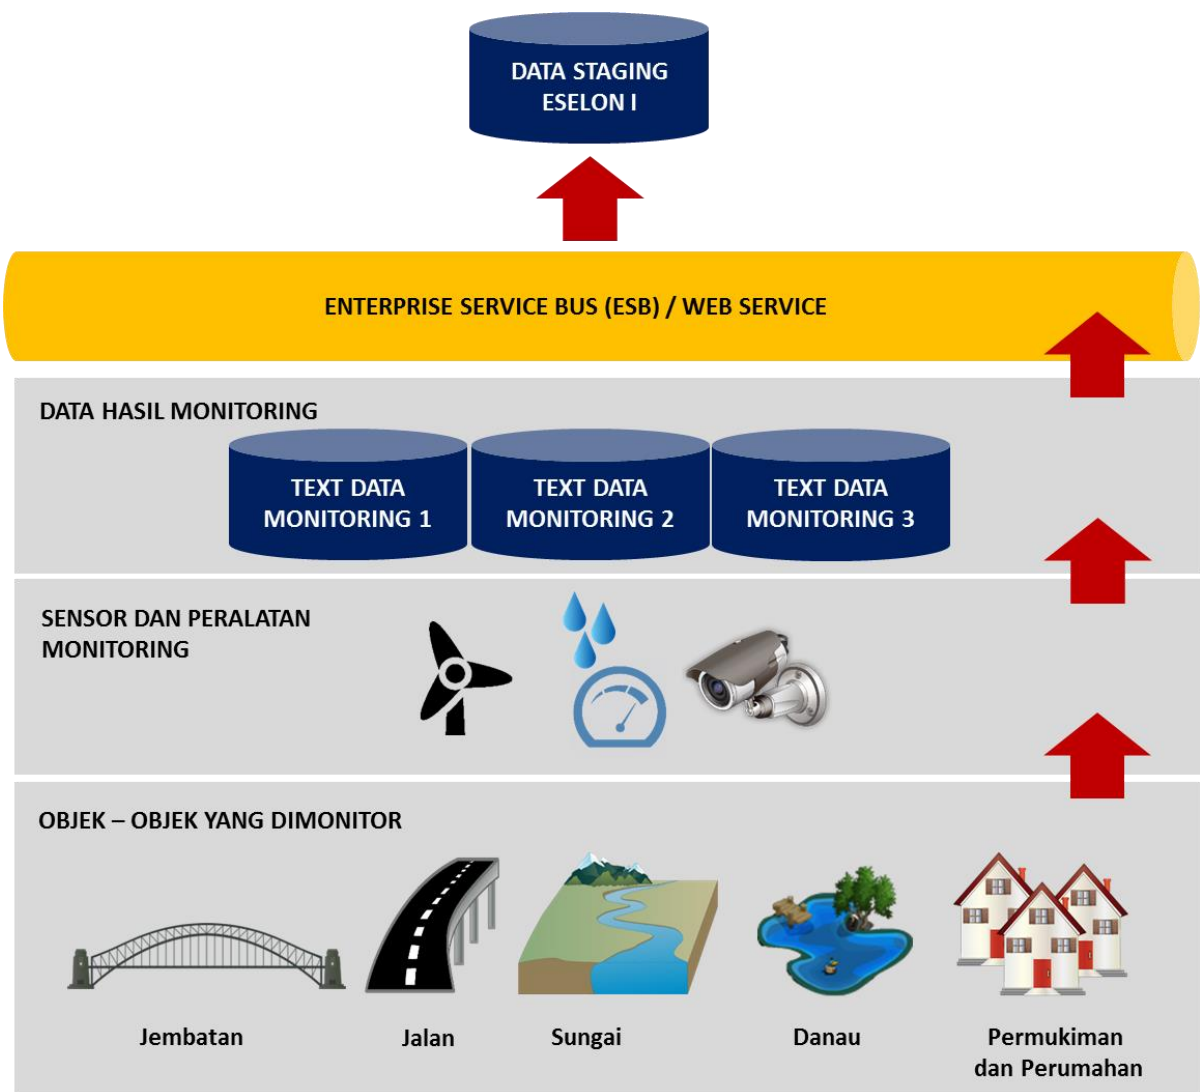 DATA STAGING
ESELON I
ENTERPRISE SERVICE BUS (ESB) / WEB SERVICE
DATA HASIL MONITORING
TEXT DATA
MONITORING 1
TEXT DATA
MONITORING 2
TEXT DATA
MONITORING 3
SENSOR DAN PERALATAN
MONITORING
OBJEK – OBJEK YANG DIMONITOR
Jembatan
Jalan
Sungai
Danau
Permukiman
dan Perumahan